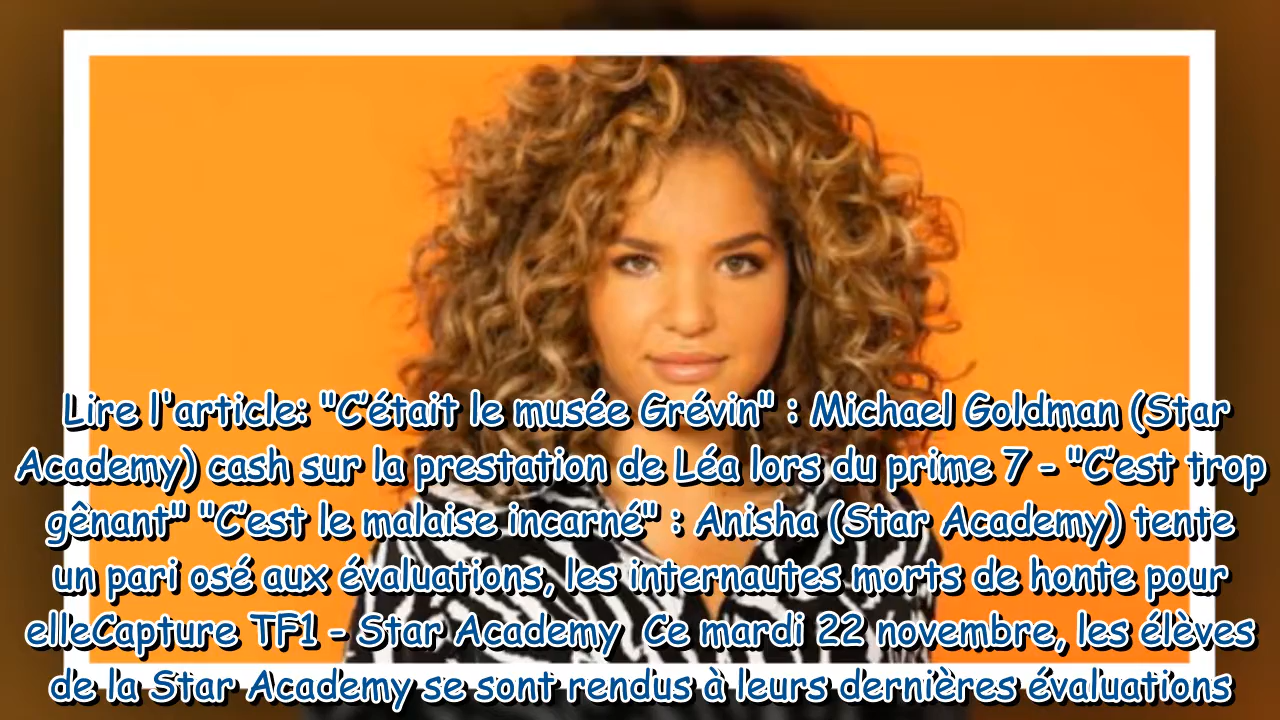 Lire l'article: "C'était le musée Grévin" : Michael Goldman (Star
Academy) cash sur la prestation de Léa lors du prime 7 - "C'est trop
gênant" "C'est le malaise incarné" : Anisha (Star Academy) tente
un pari osé aux évaluations, les internautes morts de honte pour
elleCapture TF1 - Star Academy  Ce mardi 22 novembre, les élèves
de la Star Academy se sont rendus à leurs dernières évaluations